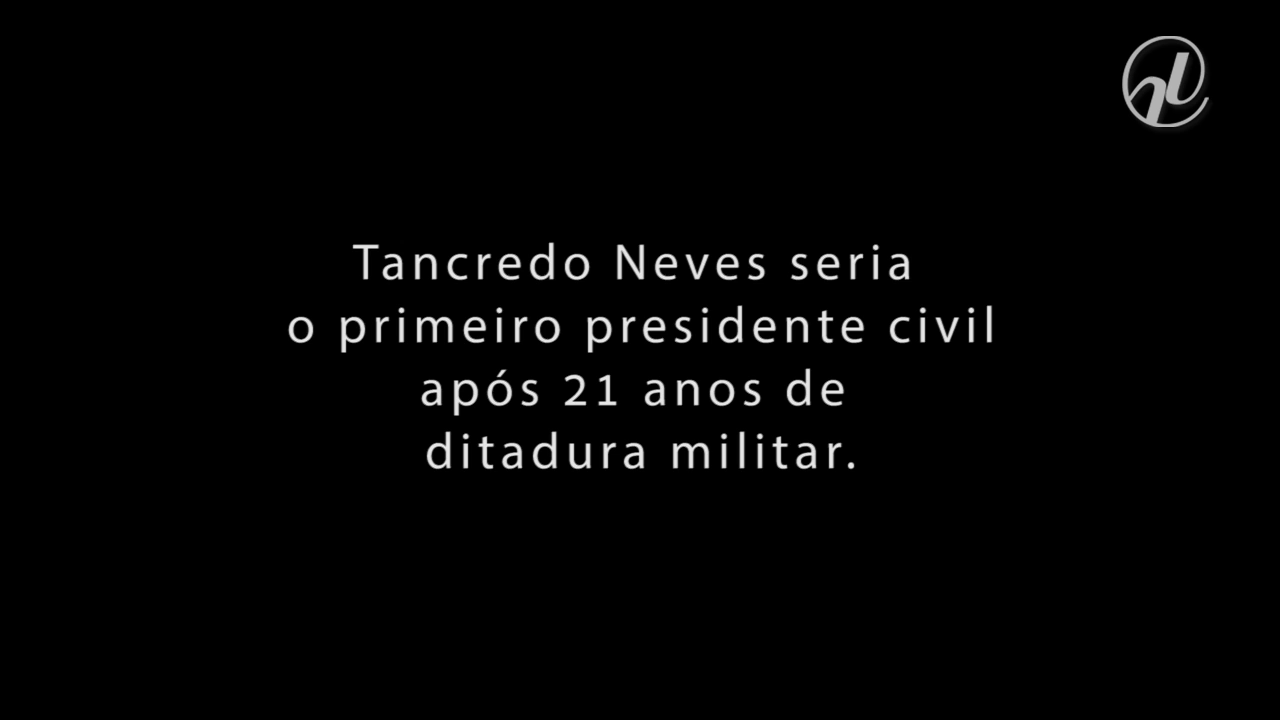 Tancredo Neves seria
o primeiro presidente civil
após 21 anos de
ditadura militar.